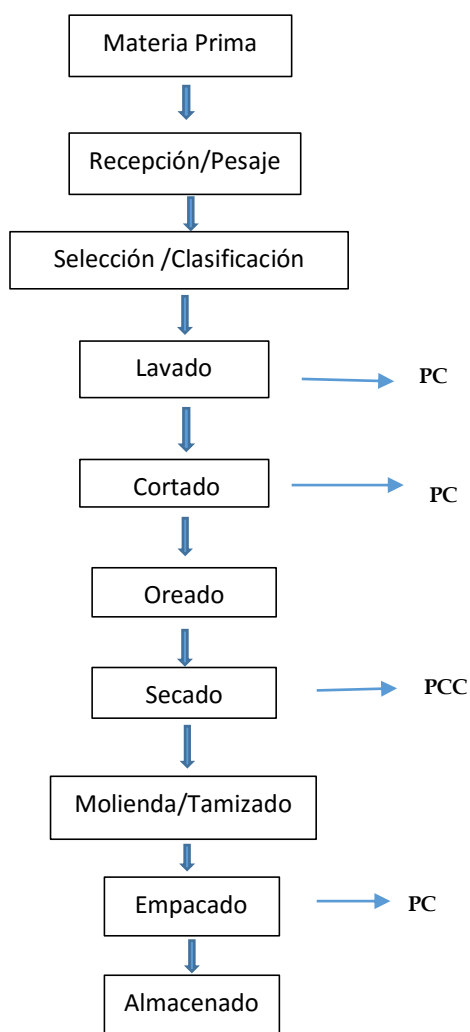 Materia Prima
Recepción/Pesaje
Selección /Clasificación
Lavado
PC
Cortado
PC
Oreado
Secado
PCC
Molienda/Tamizado
Empacado
PC
Almacenado